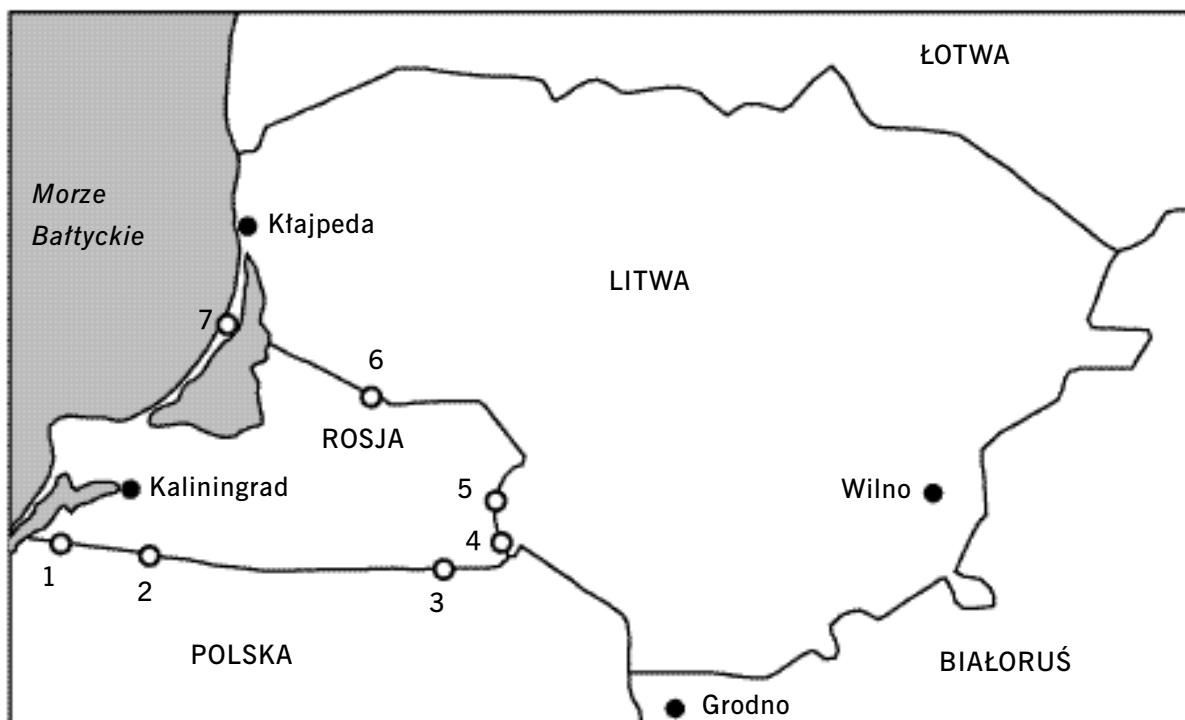 ŁOTWA
Morze
Bałtyckie
Kłajpeda
LITWA
7
6
ROSJA
Kaliningrad
5
Wilno
4
1
2
3
POLSKA
BIAŁORUŚ
Grodno